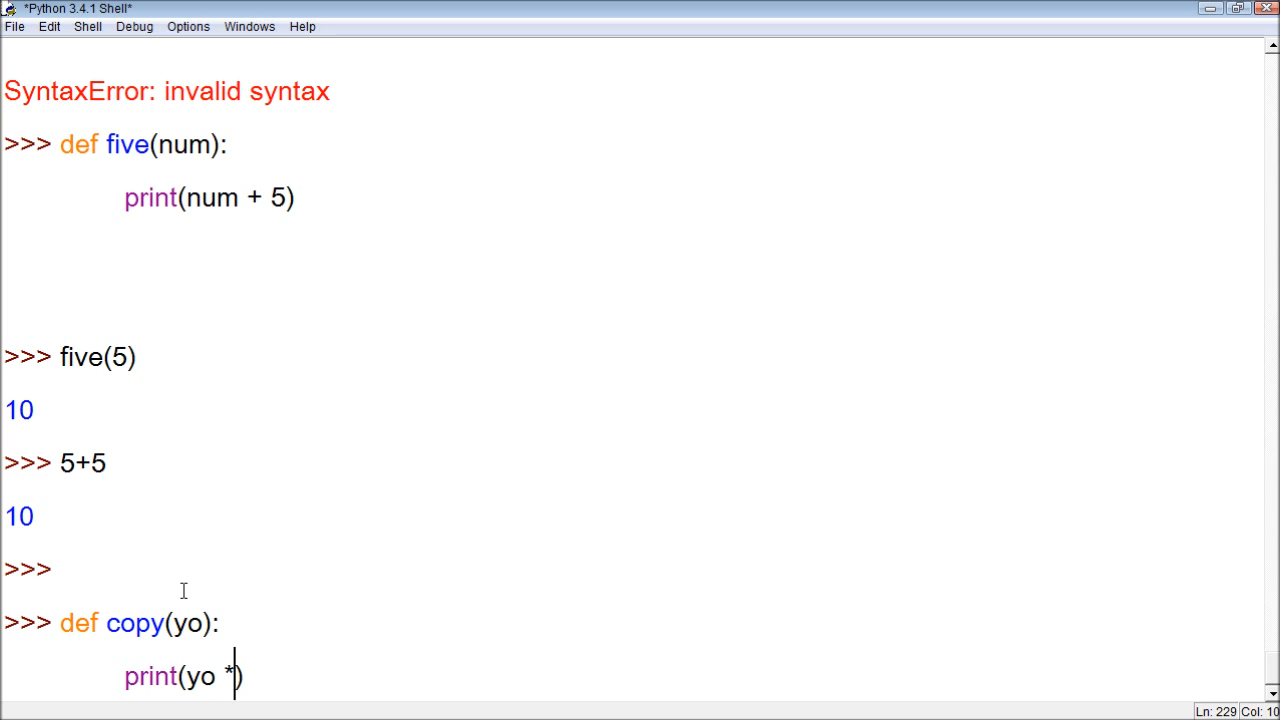 *Python 3.4.1 Shell*
File Edit Shell Debug Options Windows Help
SyntaxError: invalid syntax
>>> def five(num):
print(num + 5)
>>> five(5)
10
>>> 5+5
10
>>>
>>> def copy(yo):
print(yo *)
Ln: 229 Col: 10